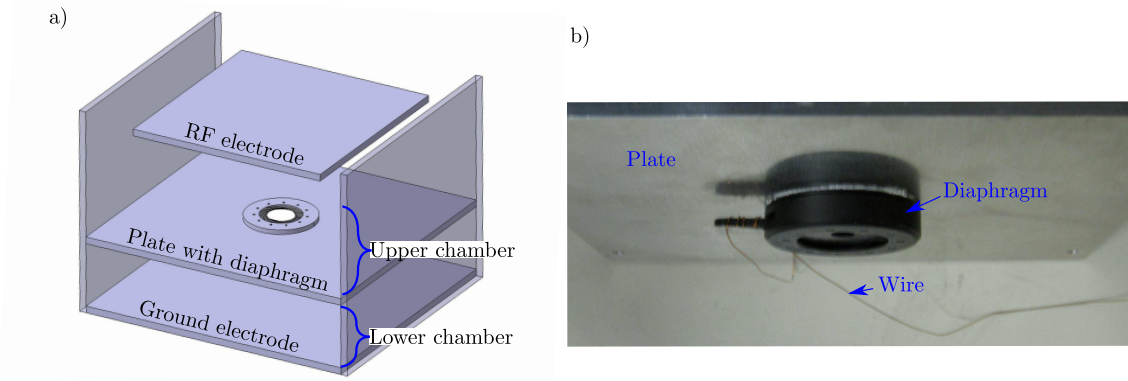 a)
RF electrode
Plate with diaphragm
Upper chamber
Ground electrode
Lower chamber
b)
Plate
Diaphragm
Wire